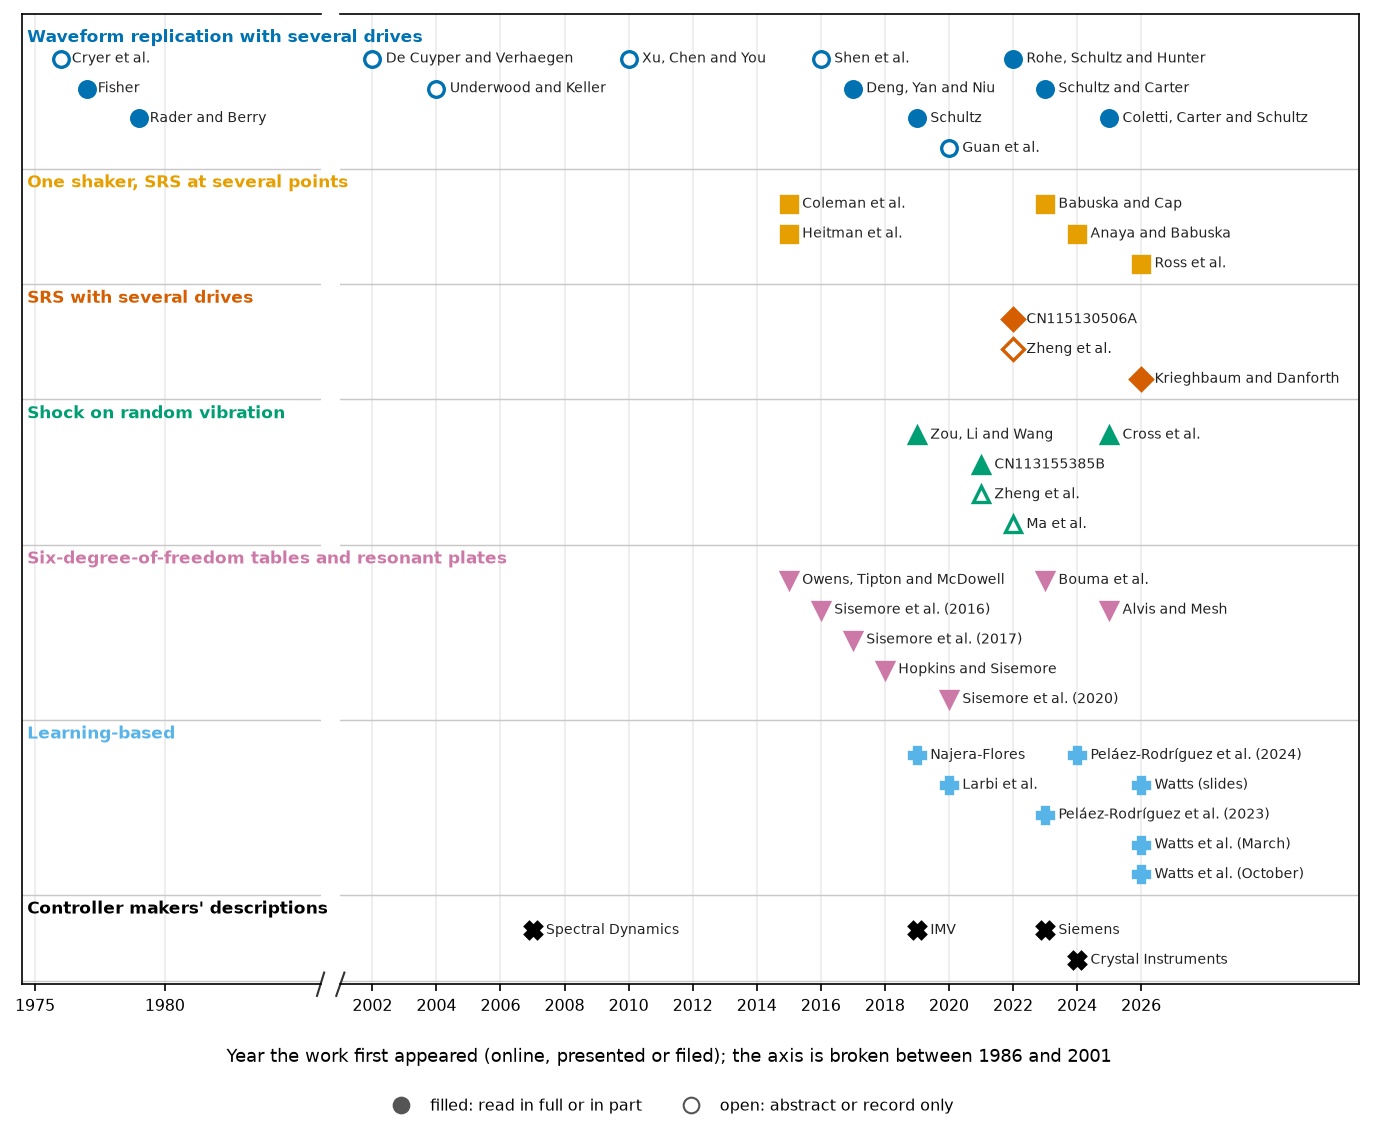 Waveform replication with several drives
Cryer et al.
De Cuyper and Verhaegen
Xu, Chen and You
Shen et al.
Rohe, Schultz and Hunter
Fisher
Underwood and Keller
Deng, Yan and Niu
Schultz and Carter
Rader and Berry
Schultz
Coletti, Carter and Schultz
Guan et al.
One shaker, SRS at several points
Coleman et al.
Babuska and Cap
Heitman et al.
Anaya and Babuska
Ross et al.
SRS with several drives
CN115130506A
Zheng et al.
Krieghbaum and Danforth
Shock on random vibration
Zou, Li and Wang
Cross et al.
CN113155385B
Zheng et al.
Ma et al.
Six-degree-of-freedom tables and resonant plates
Owens, Tipton and McDowell
Bouma et al.
Sisemore et al. (2016)
Alvis and Mesh
Sisemore et al. (2017)
Hopkins and Sisemore
Sisemore et al. (2020)
Learning-based
Najera-Flores
Peláez-Rodríguez et al. (2024)
Larbi et al.
Watts (slides)
Peláez-Rodríguez et al. (2023)
Watts et al. (March)
Watts et al. (October)
Controller makers' descriptions
Spectral Dynamics
IMV
Siemens
Crystal Instruments
1975 1980 2002 2004 2006 2008 2010 2012 2014 2016 2018 2020 2022 2024 2026
Year the work first appeared (online, presented or filed); the axis is broken between 1986 and 2001
filled: read in full or in part
open: abstract or record only